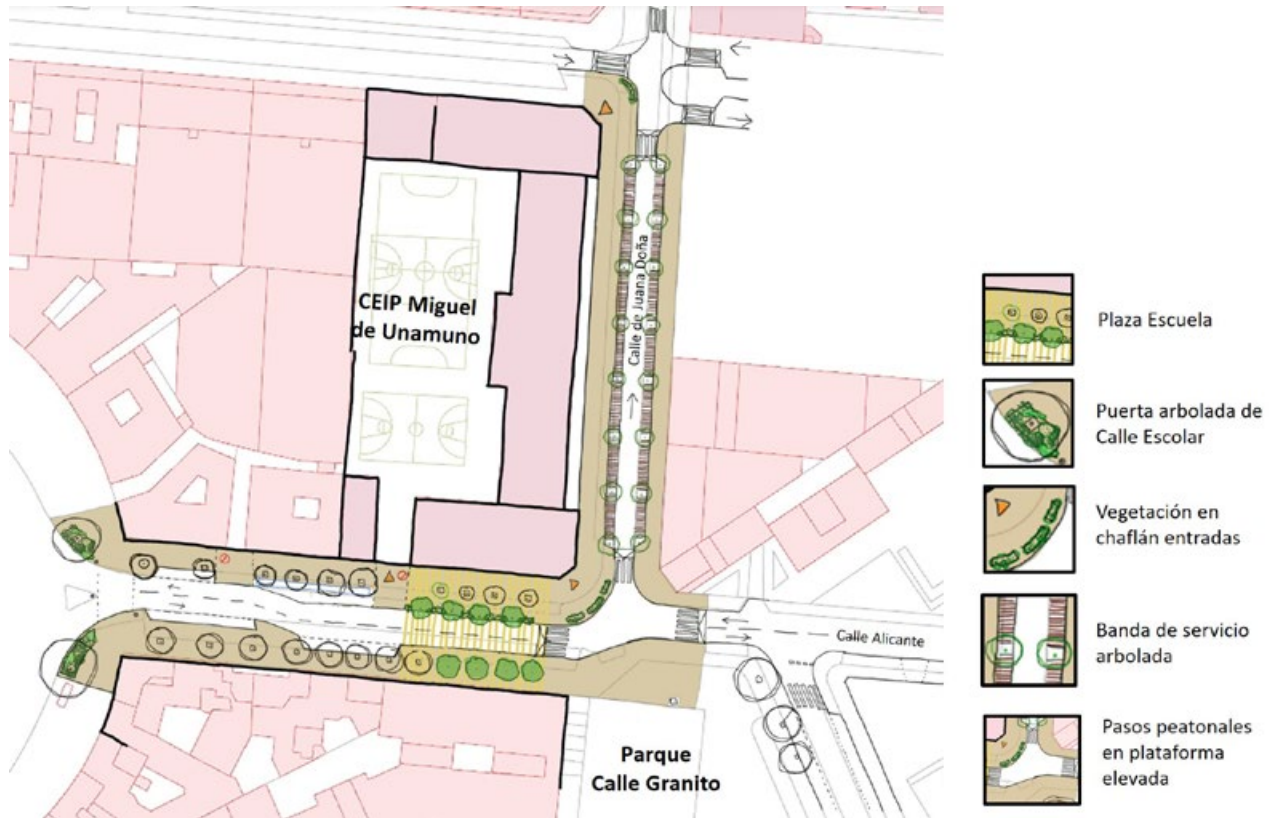 CEIP Miguel
de Unamuno
Calle de Juana Doña
Calle Alicante
Parque
Calle Granito
Plaza Escuela
Puerta arbolada de
Calle Escolar
Vegetación en
chaflán entradas
Banda de servicio
arbolada
Pasos peatonales
en plataforma
elevada